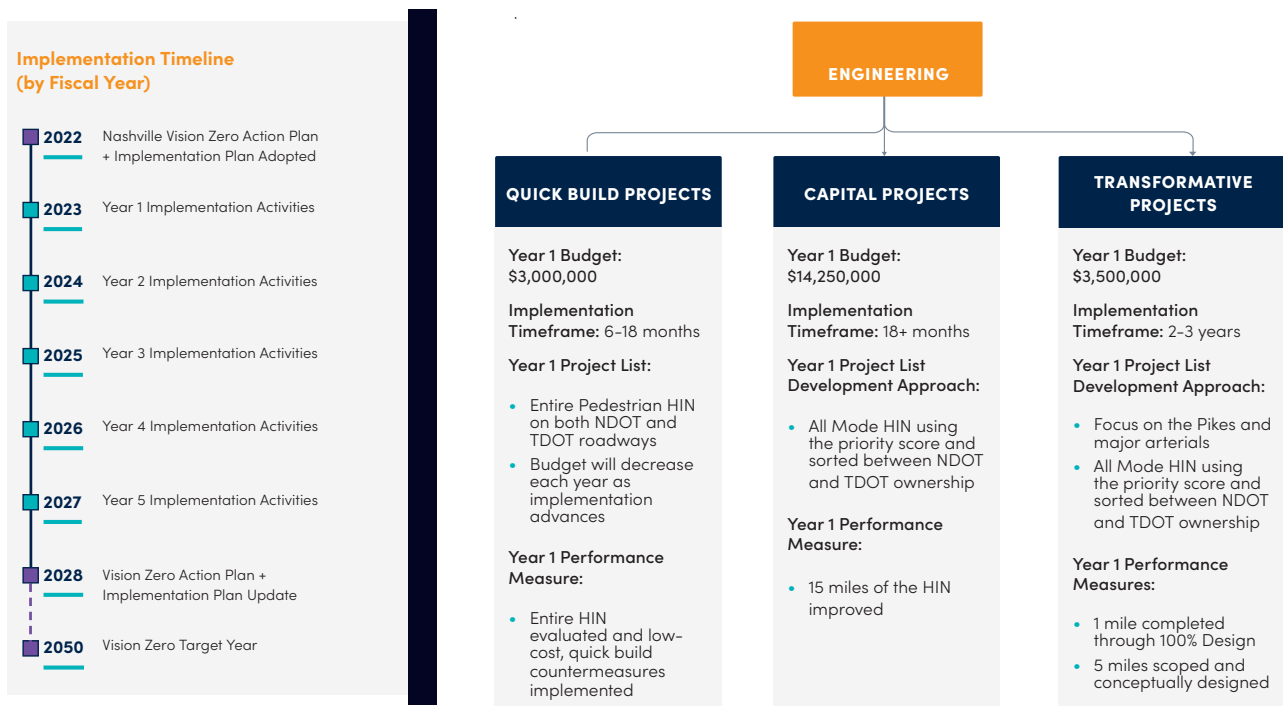 Implementation Timeline
(by Fiscal Year)
2022
Nashville Vision Zero Action Plan
+ Implementation Plan Adopted
2023
Year 1 Implementation Activities
2024
Year 2 Implementation Activities
2025
Year 3 Implementation Activities
2026
Year 4 Implementation Activities
2027
Year 5 Implementation Activities
2028
Vision Zero Action Plan +
Implementation Plan Update
2050
Vision Zero Target Year
ENGINEERING
QUICK BUILD PROJECTS
Year 1 Budget:
$3,000,000
Implementation
Timeframe: 6-18 months
Year 1 Project List:
• Entire Pedestrian HIN
on both NDOT and
TDOT roadways
• Budget will decrease
each year as
implementation
advances
Year 1 Performance
Measure:
• Entire HIN
evaluated and low-
cost, quick build
countermeasures
implemented
CAPITAL PROJECTS
Year 1 Budget:
$14,250,000
Implementation
Timeframe: 18+ months
Year 1 Project List
Development Approach:
• All Mode HIN using
the priority score and
sorted between NDOT
and TDOT ownership
Year 1 Performance
Measure:
• 15 miles of the HIN
improved
TRANSFORMATIVE
PROJECTS
Year 1 Budget:
$3,500,000
Implementation
Timeframe: 2-3 years
Year 1 Project List
Development Approach:
• Focus on the Pikes and
major arterials
• All Mode HIN using
the priority score and
sorted between NDOT
and TDOT ownership
Year 1 Performance
Measures:
• 1 mile completed
through 100% Design
• 5 miles scoped and
conceptually designed